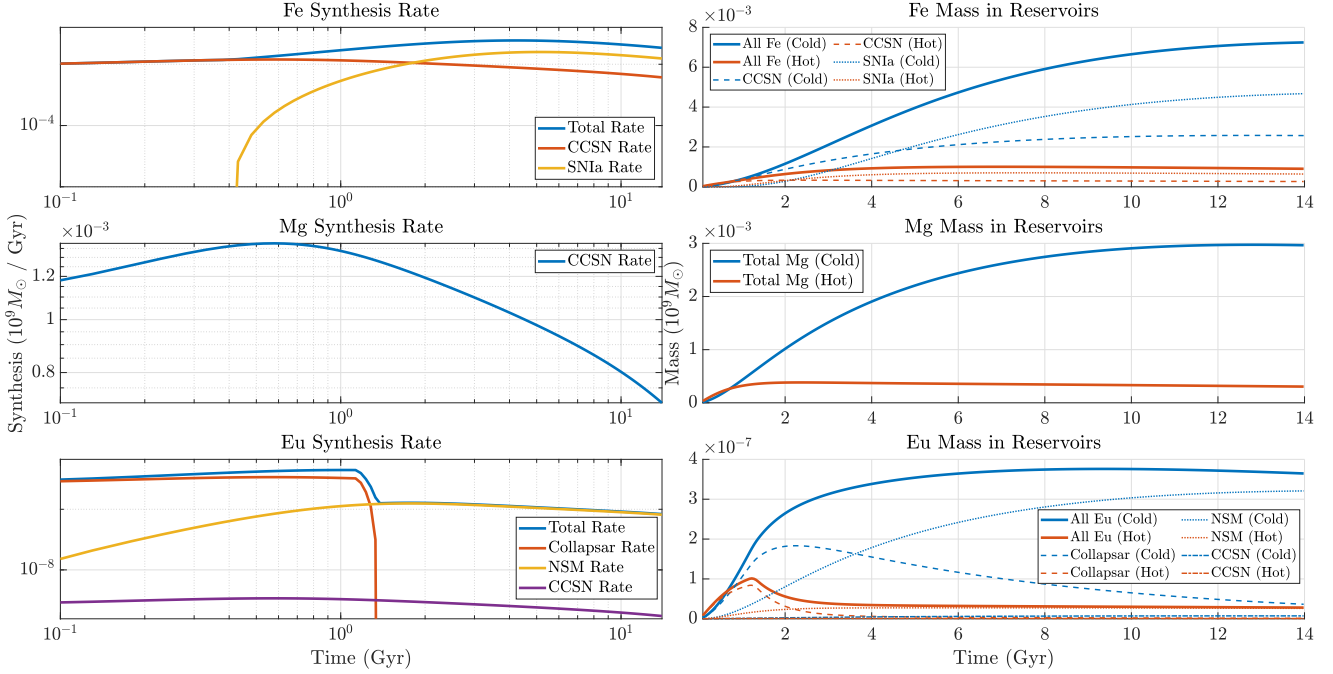 Fe Synthesis Rate
10^-4
Total Rate
CCSN Rate
SNIa Rate
10^-1 10^0 10^1
Fe Mass in Reservoirs
×10^-3
8
6
4
2
0
All Fe (Cold) CCSN (Hot)
All Fe (Hot) SNIa (Cold)
CCSN (Cold) SNIa (Hot)
2 4 6 8 10 12 14
Mg Synthesis Rate
×10^-3
1.2
1
0.8
CCSN Rate
10^-1 10^0 10^1
Synthesis (10^9 M⊙ / Gyr)
Mg Mass in Reservoirs
×10^-3
3
2
1
0
Total Mg (Cold)
Total Mg (Hot)
2 4 6 8 10 12 14
Mass (10^9 M⊙)
Eu Synthesis Rate
10^-8
Total Rate
Collapsar Rate
NSM Rate
CCSN Rate
10^-1 10^0 10^1
Time (Gyr)
Eu Mass in Reservoirs
×10^-7
4
3
2
1
0
All Eu (Cold) NSM (Cold)
All Eu (Hot) NSM (Hot)
Collapsar (Cold) CCSN (Cold)
Collapsar (Hot) CCSN (Hot)
2 4 6 8 10 12 14
Time (Gyr)